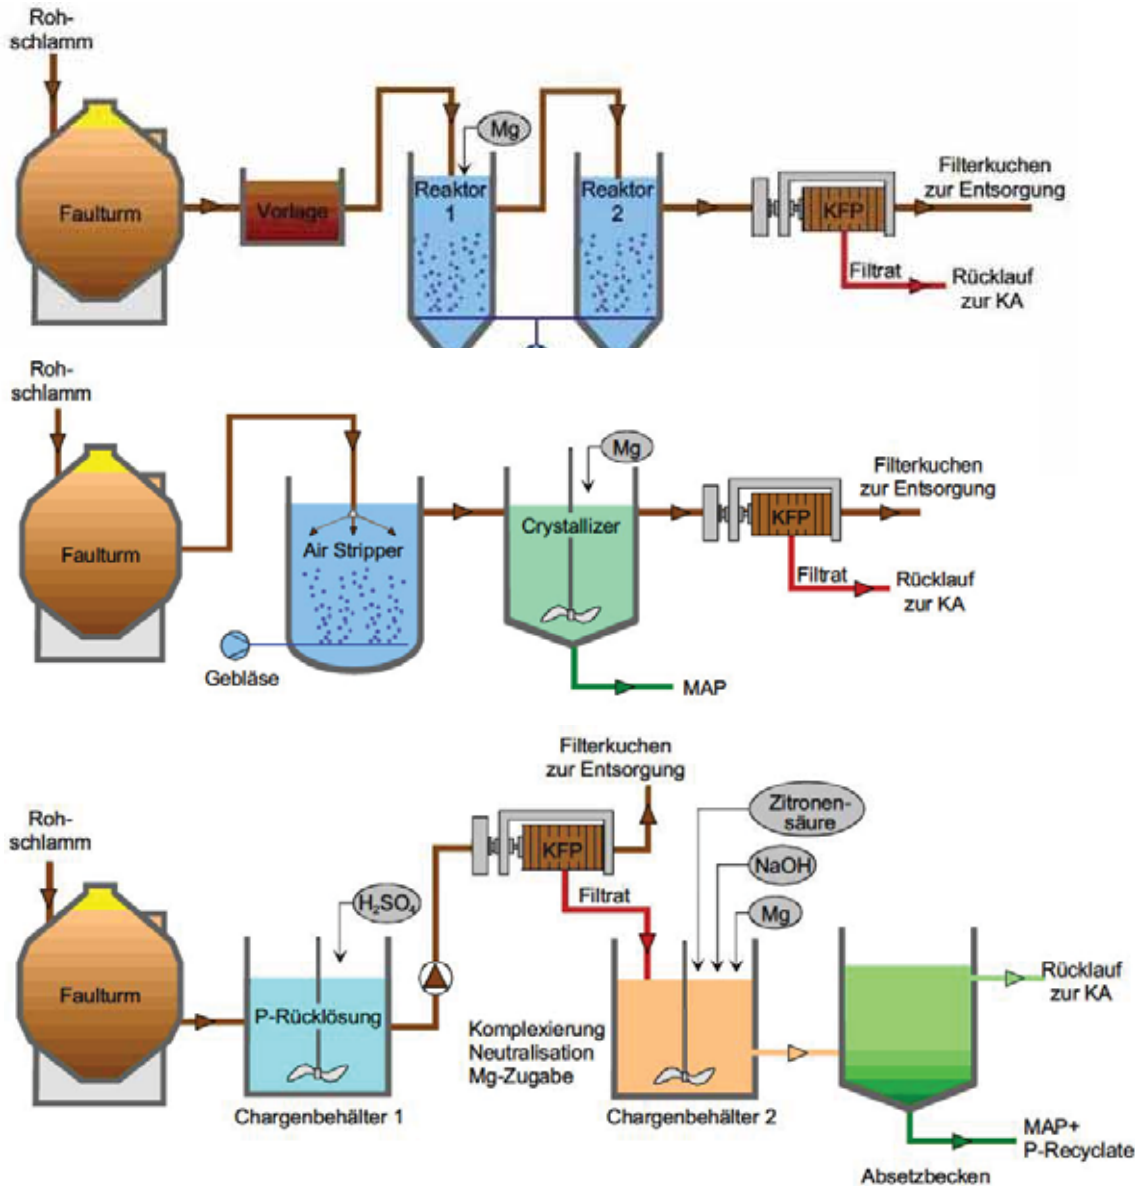 Roh-
schlamm
Faulturm
Vorlage
Mg
Reaktor
1
Reaktor
2
KFP
Filterkuchen
zur Entsorgung
Filtrat
Rücklauf
zur KA
Roh-
schlamm
Faulturm
Air Stripper
Gebläse
Mg
Crystallizer
MAP
KFP
Filterkuchen
zur Entsorgung
Filtrat
Rücklauf
zur KA
Roh-
schlamm
Faulturm
H₂SO₄
P-Rücklösung
Chargenbehälter 1
Filterkuchen
zur Entsorgung
KFP
Filtrat
Zitronen-
säure
NaOH
Mg
Komplexierung
Neutralisation
Mg-Zugabe
Chargenbehälter 2
Rücklauf
zur KA
MAP+
P-Recyclate
Absetzbecken